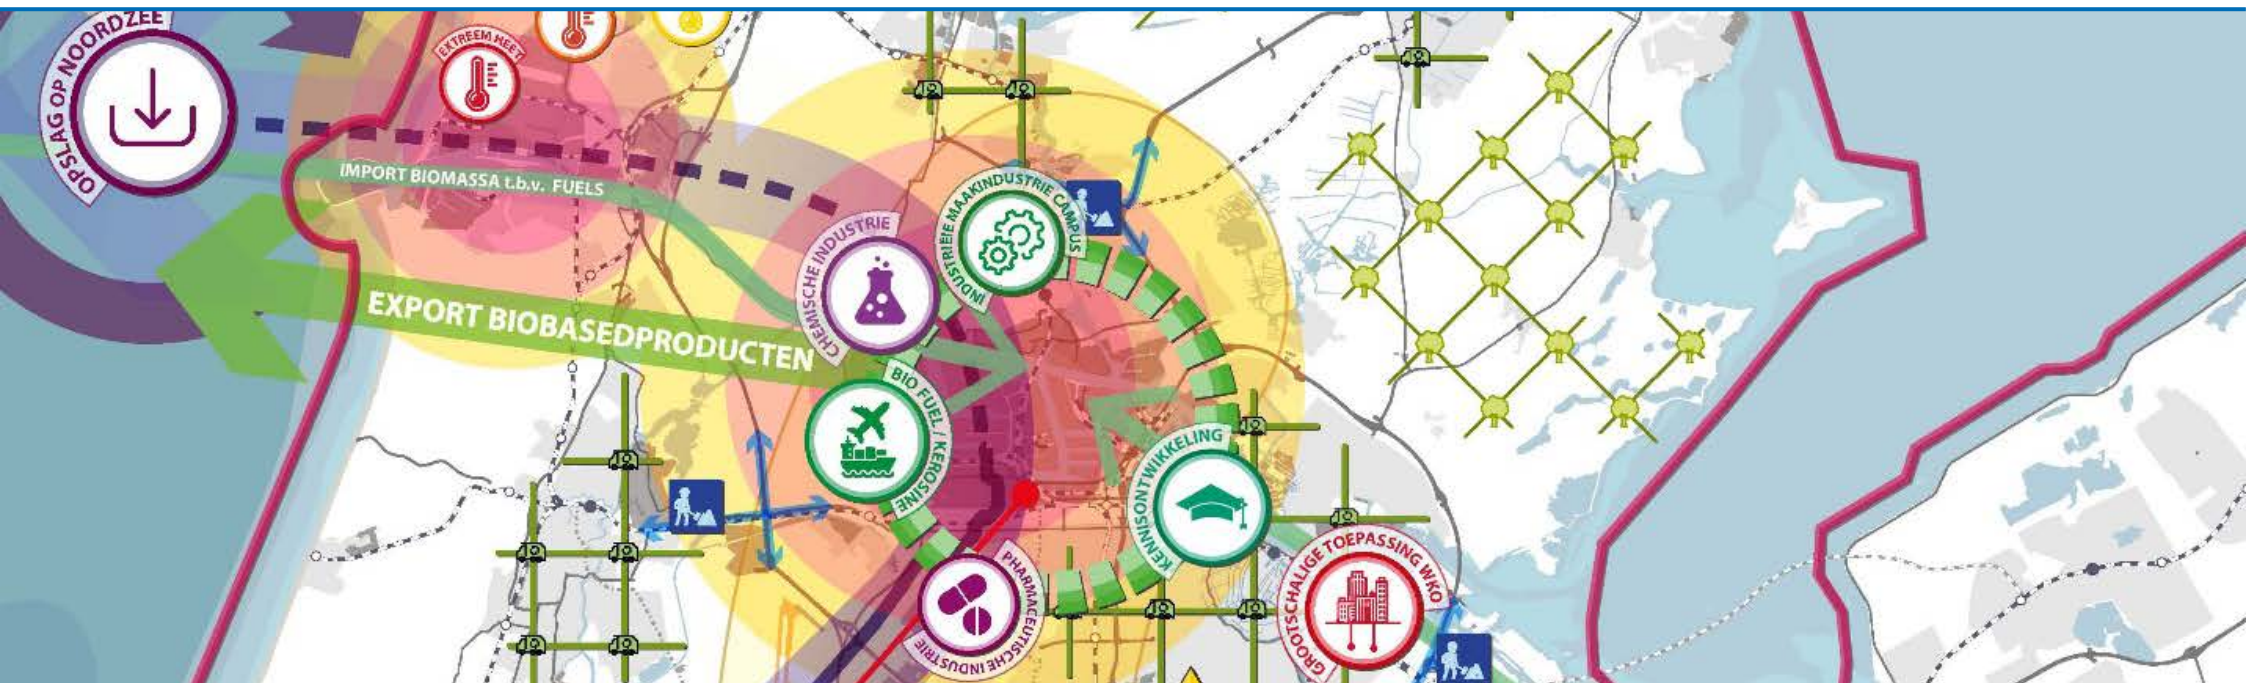 OPSLAG OP NOORDZEE
EXTREEM HEET
IMPORT BIOMASSA t.b.v. FUELS
EXPORT BIOBASEDPRODUCTEN
CHEMISCHE INDUSTRIE
INDUSTRIEIE MAAKINDUSTRIE CAMPUS
BIO FUEL / KEROSINE
KENNISONTWIKKELING
PHARMACEUTISCHE INDUSTRIE
GROOTSCHALIGE TOEPASSING WKO